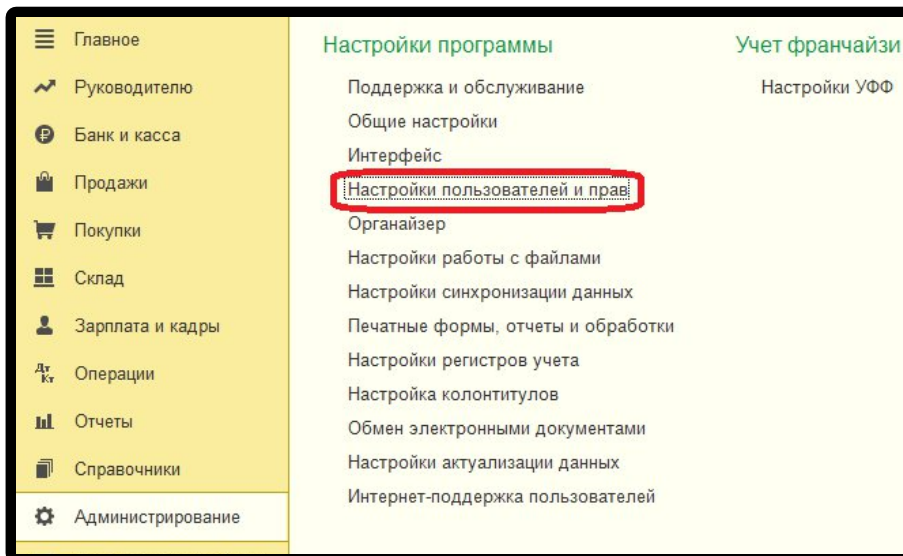 Главное
Руководителю
Банк и касса
Продажи
Покупки
Склад
Зарплата и кадры
Дт Кт Операции
Отчеты
Справочники
Администрирование
Настройки программы
Поддержка и обслуживание
Общие настройки
Интерфейс
Настройки пользователей и прав
Органайзер
Настройки работы с файлами
Настройки синхронизации данных
Печатные формы, отчеты и обработки
Настройки регистров учета
Настройка колонтитулов
Обмен электронными документами
Настройки актуализации данных
Интернет-поддержка пользователей
Учет франчайзи
Настройки УФФ